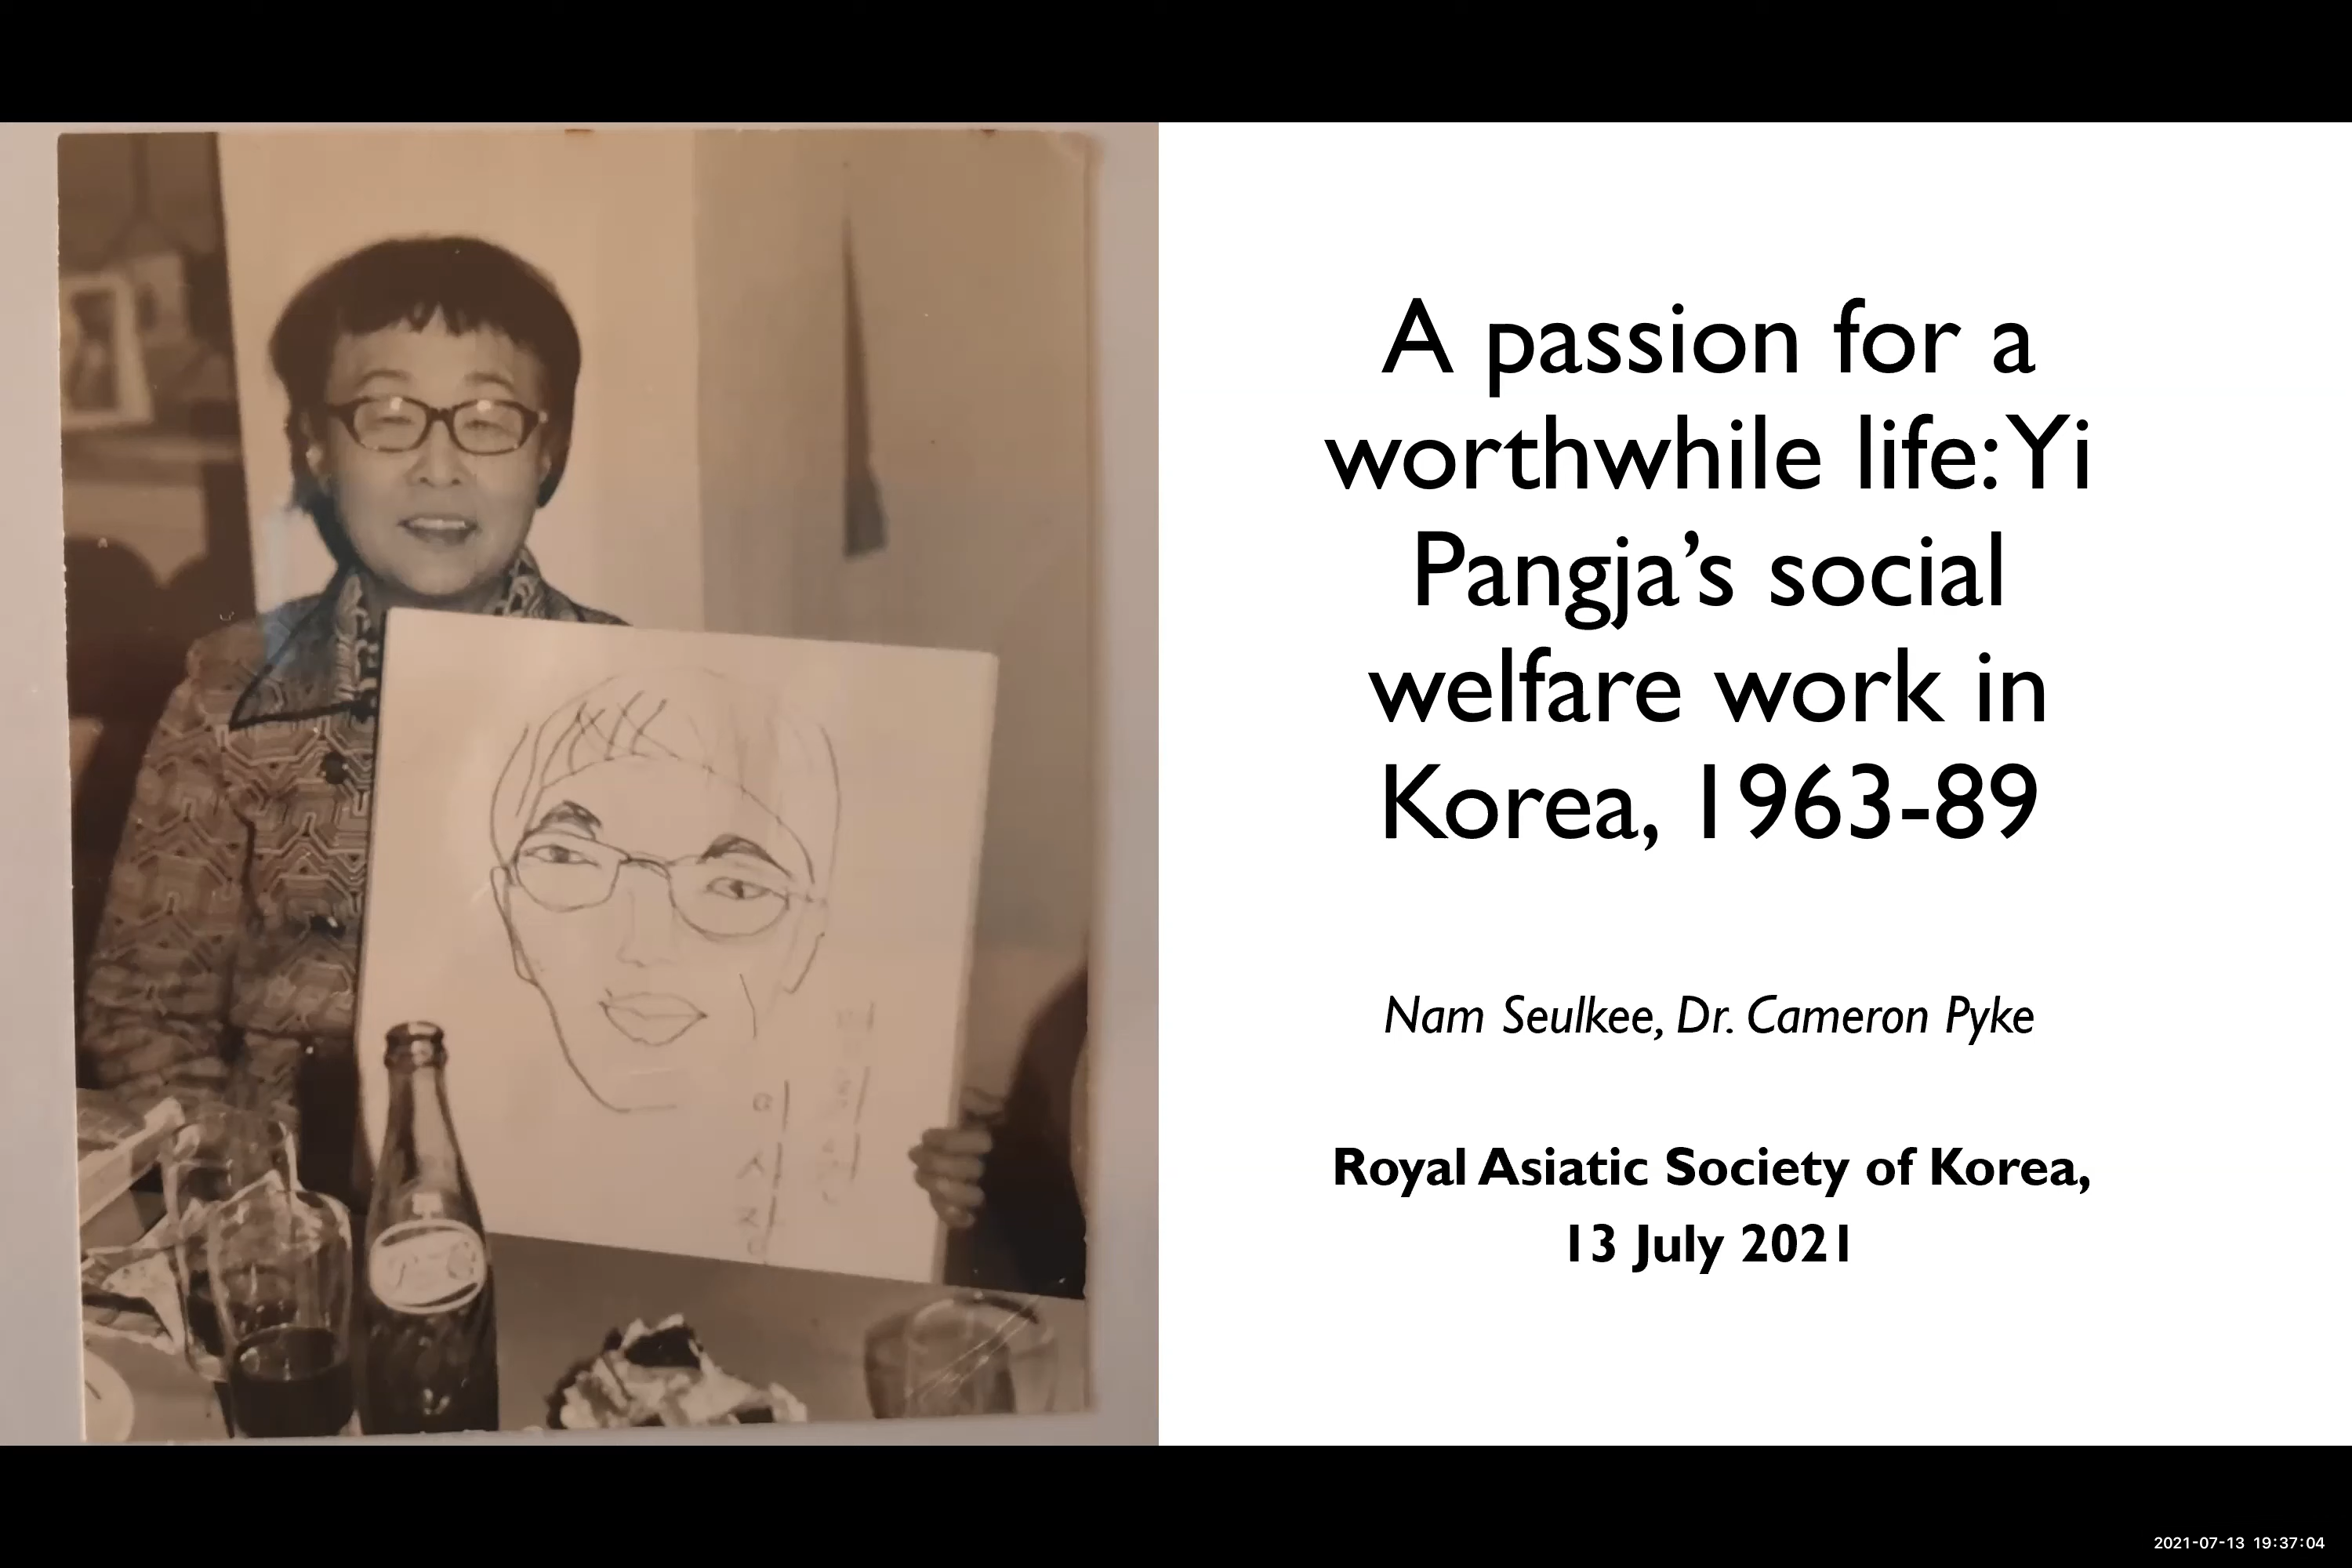 A passion for a
worthwhile life: Yi
Pangja’s social
welfare work in
Korea, 1963-89
Nam Seulkee, Dr. Cameron Pyke
Royal Asiatic Society of Korea,
13 July 2021
2021-07-13 19:37:04